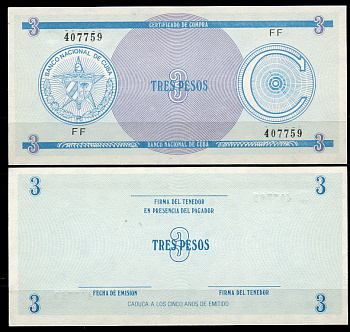 3 CERTIFICADO DE COMPRA 3
407759 FF
BANCO NACIONAL DE CUBA
3
TRES PESOS
C
FF 407759
3 BANCO NACIONAL DE CUBA 3
3 3
FIRMA DEL TENEDOR
EN PRESENCIA DEL PAGADOR
3
TRES PESOS
FECHA DE EMISION FIRMA DEL TENEDOR
3 CADUCA A LOS CINCO AÑOS DE EMITIDO 3